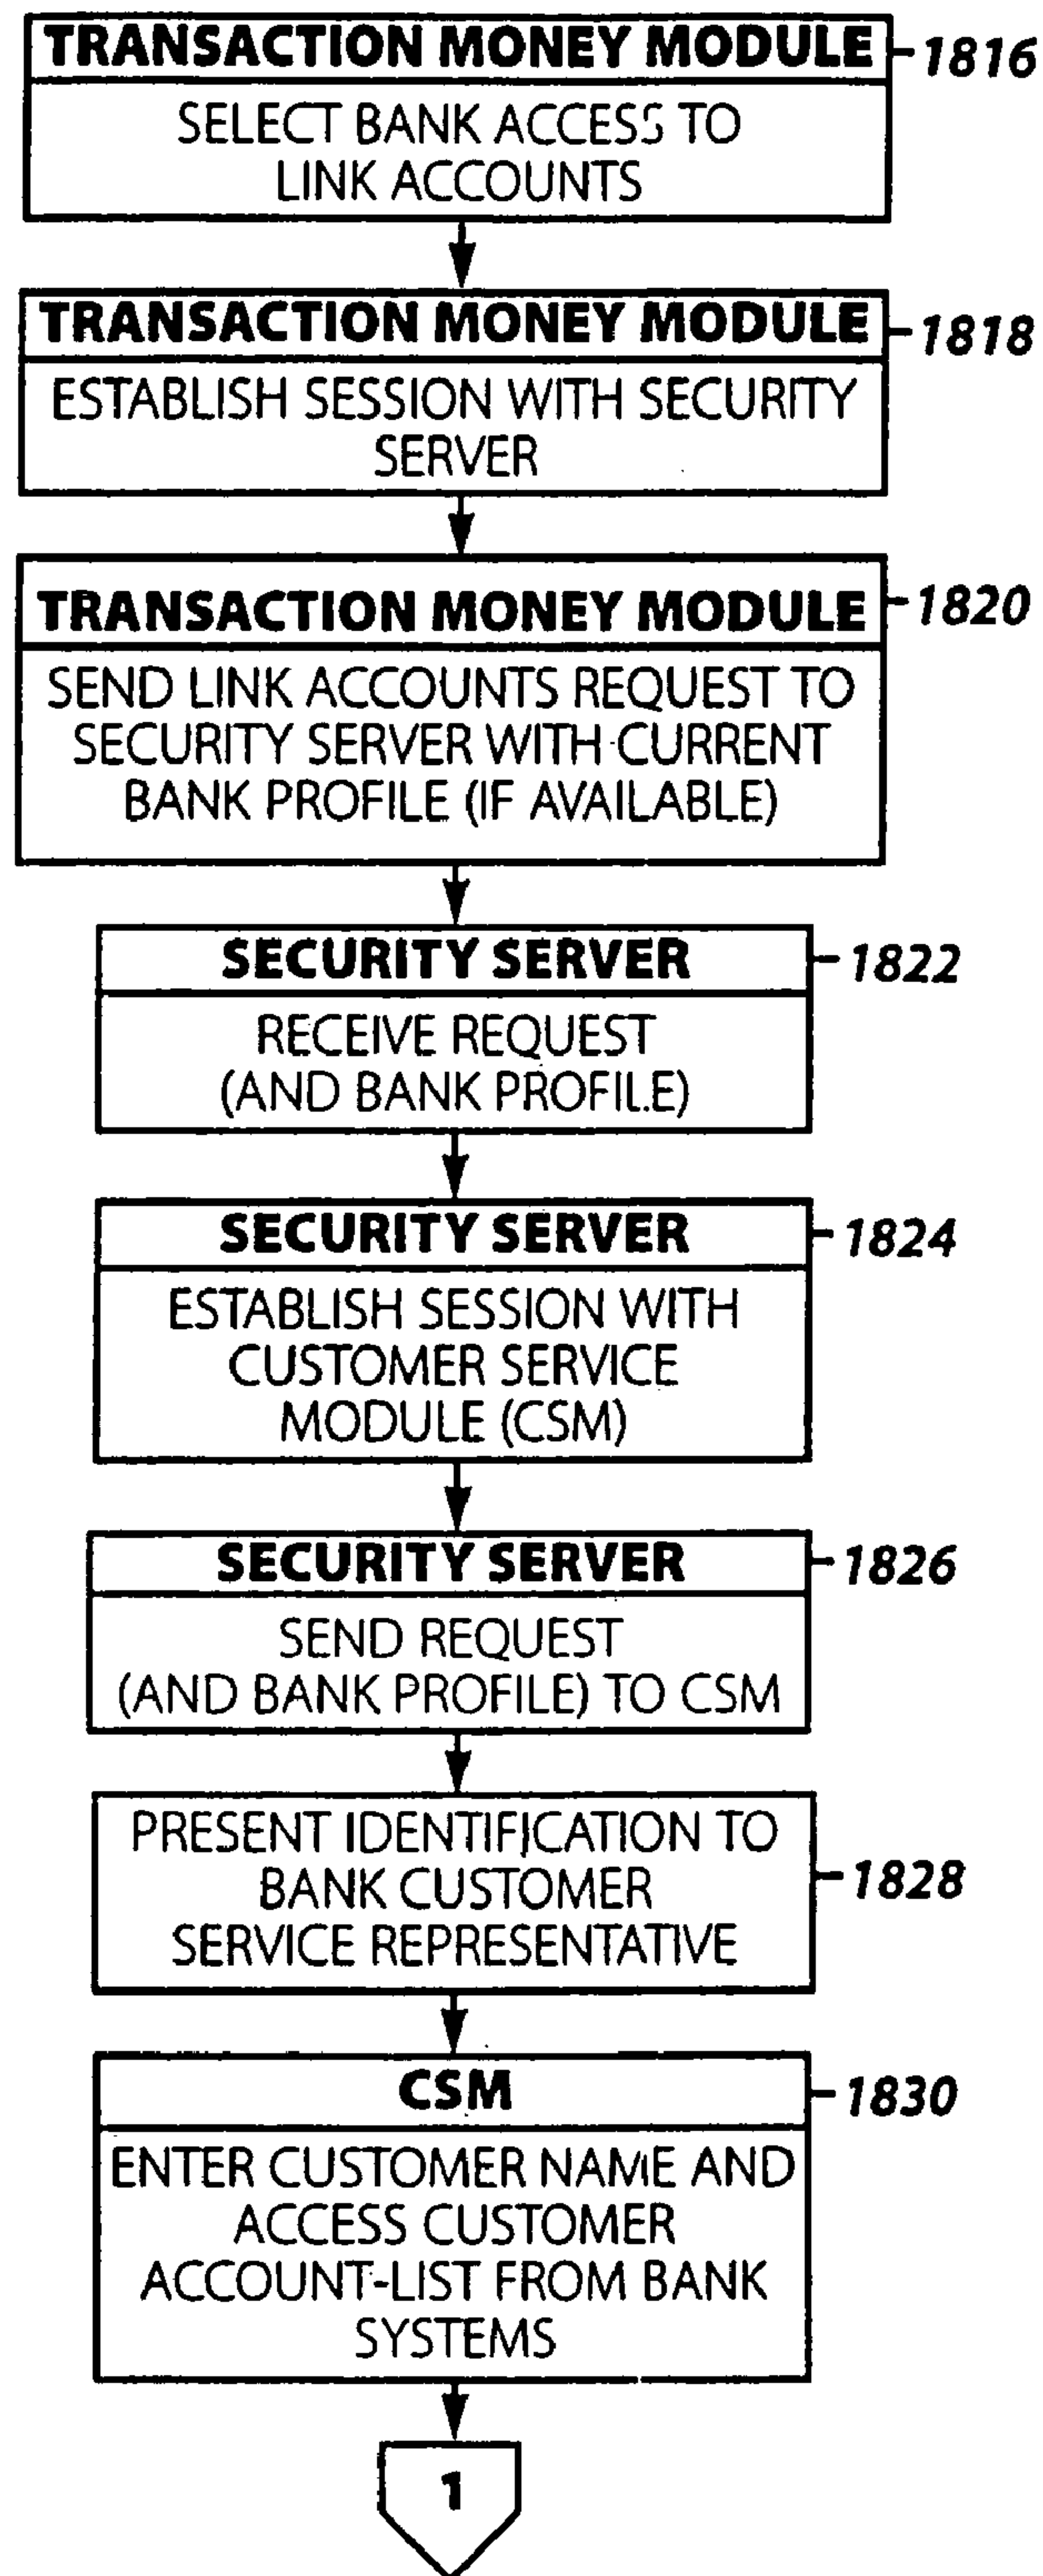 TRANSACTION MONEY MODULE
1816
SELECT BANK ACCESS TO
LINK ACCOUNTS
TRANSACTION MONEY MODULE
1818
ESTABLISH SESSION WITH SECURITY
SERVER
TRANSACTION MONEY MODULE
1820
SEND LINK ACCOUNTS REQUEST TO
SECURITY SERVER WITH CURRENT
BANK PROFILE (IF AVAILABLE)
SECURITY SERVER
1822
RECEIVE REQUEST
(AND BANK PROFILE)
SECURITY SERVER
1824
ESTABLISH SESSION WITH
CUSTOMER SERVICE
MODULE (CSM)
SECURITY SERVER
1826
SEND REQUEST
(AND BANK PROFILE) TO CSM
PRESENT IDENTIFICATION TO
BANK CUSTOMER
SERVICE REPRESENTATIVE
1828
CSM
1830
ENTER CUSTOMER NAME AND
ACCESS CUSTOMER
ACCOUNT-LIST FROM BANK
SYSTEMS
1